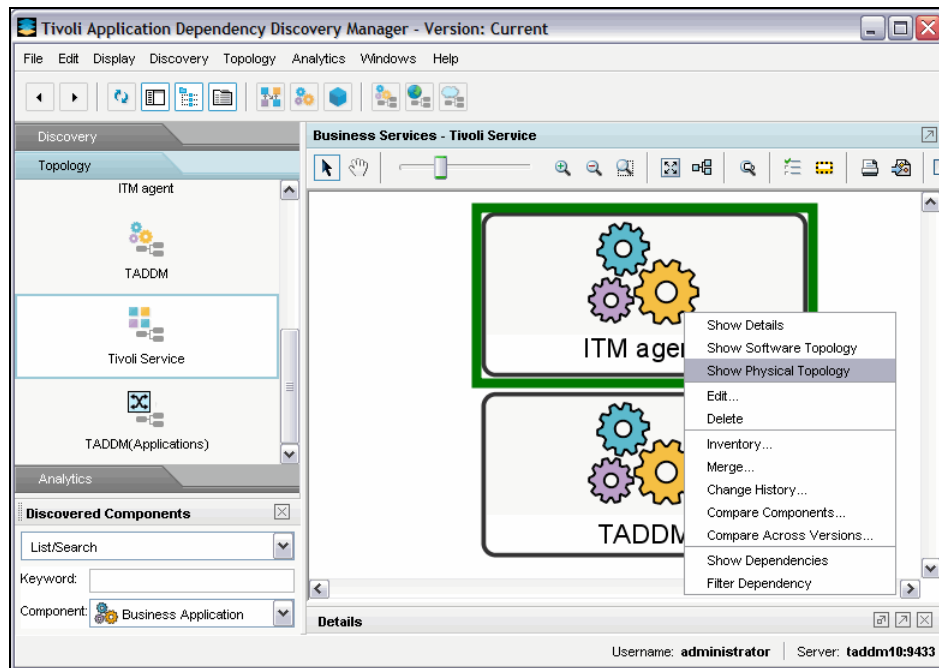 Tivoli Application Dependency Discovery Manager - Version: Current
File Edit Display Discovery Topology Analytics Windows Help
Discovery
Topology
ITM agent
TADDM
Tivoli Service
TADDM(Applications)
Analytics
Discovered Components
List/Search
Keyword:
Component: Business Application
Business Services - Tivoli Service
ITM agen
TADDM
Show Details
Show Software Topology
Show Physical Topology
Edit...
Delete
Inventory...
Merge...
Change History...
Compare Components...
Compare Across Versions...
Show Dependencies
Filter Dependency
Details
Username: administrator Server: taddm10:9433